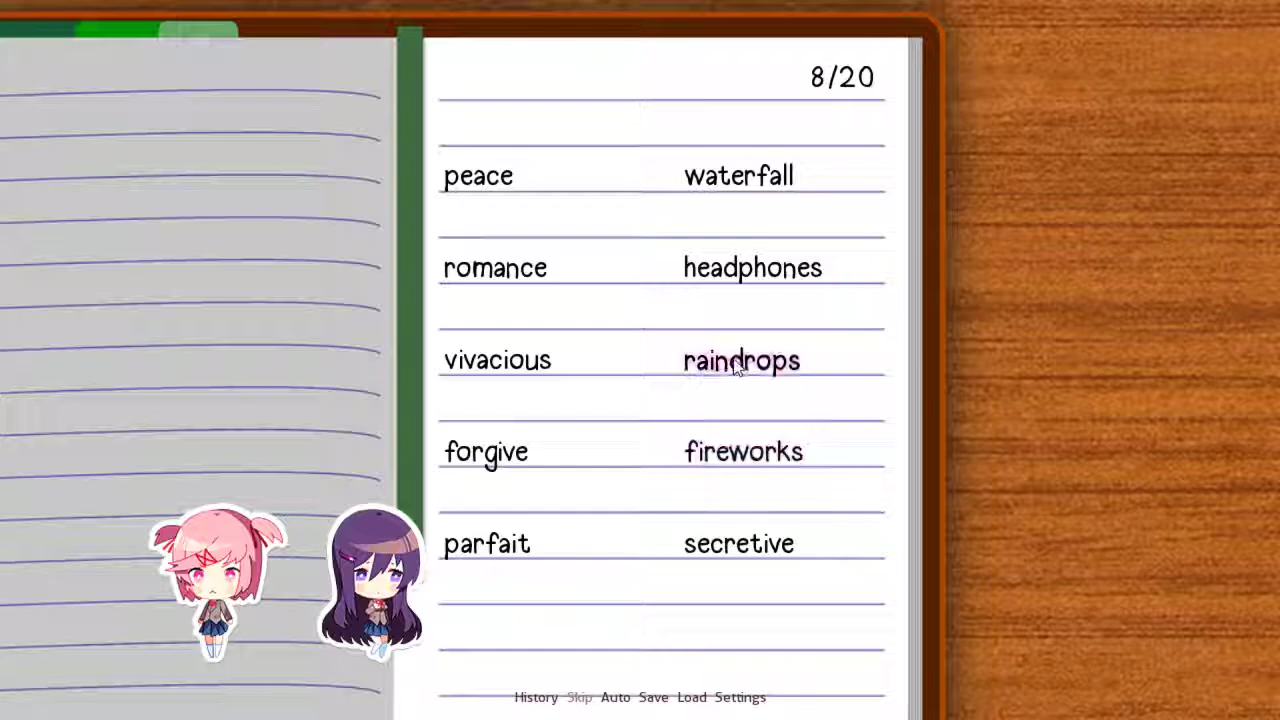 8/20
peace waterfall
romance headphones
vivacious raindrops
forgive fireworks
parfait secretive
History Skip Auto Save Load Settings